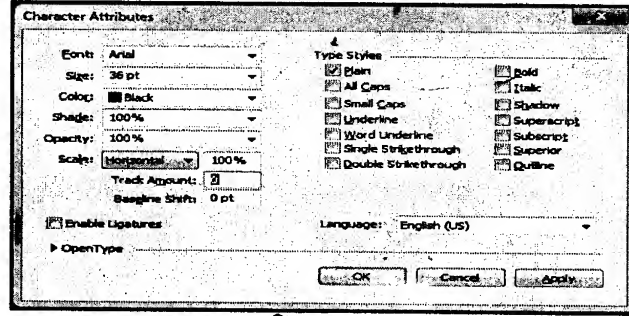 Character Attributes
Font: Arial
Size: 36 pt
Color: Black
Shade: 100%
Opacity: 100%
Scale: Horizontal 100%
Track Amount:
Baseline Shift: 0 pt
Enable Ligatures
OpenType
Type Styles
Plain
All Caps
Small Caps
Underline
Word Underline
Single Strikethrough
Double Strikethrough
Bold
Italic
Shadow
Superscript
Subscript
Superior
Outline
Language: English (US)
OK Cancel Apply